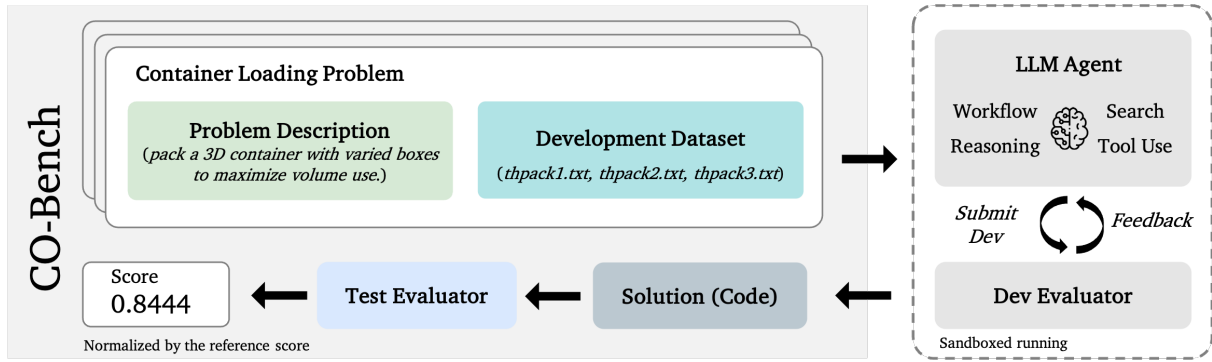 CO-Bench
Container Loading Problem
Problem Description
(pack a 3D container with varied boxes
to maximize volume use.)
Development Dataset
(thpack1.txt, thpack2.txt, thpack3.txt)
LLM Agent
Workflow
Search
Reasoning
Tool Use
Submit
Dev
Feedback
Dev Evaluator
Sandboxed running
Solution (Code)
Test Evaluator
Score
0.8444
Normalized by the reference score